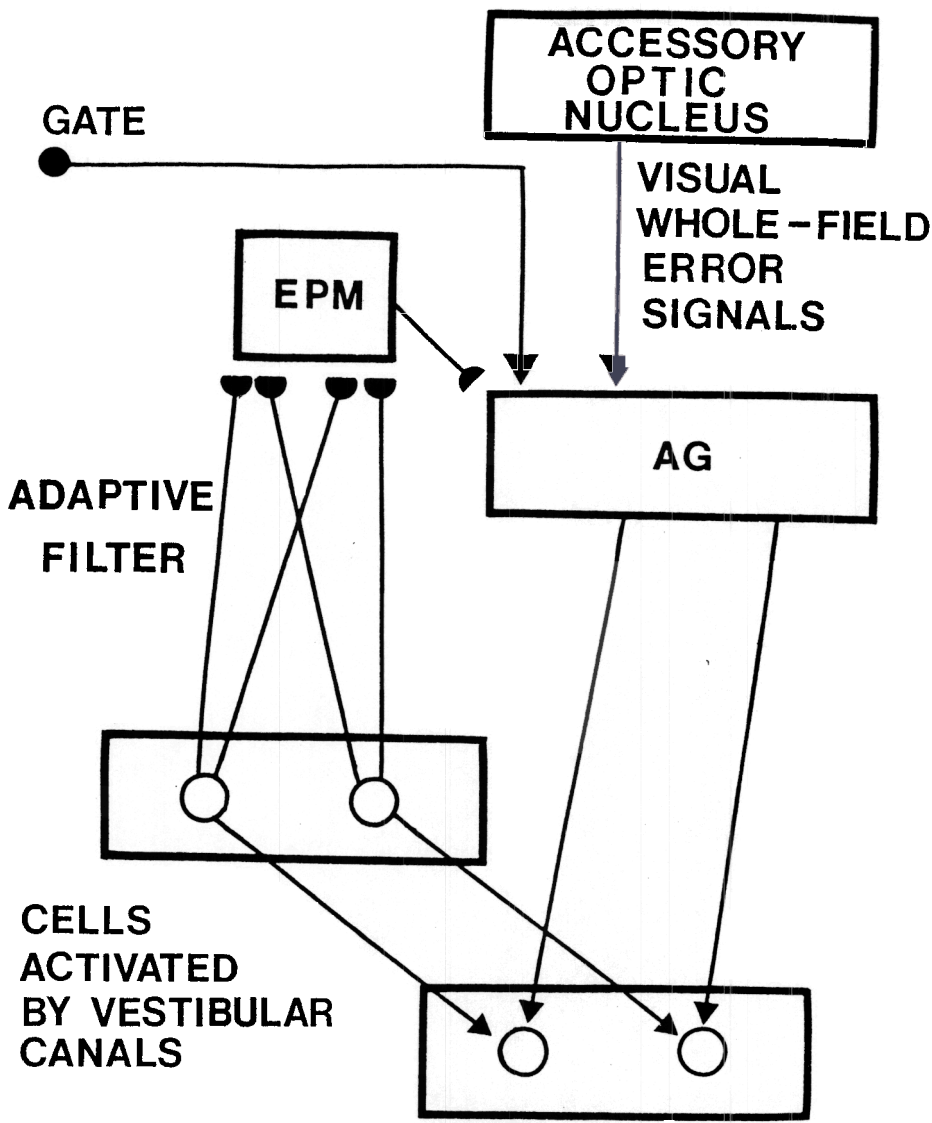 ACCESSORY
OPTIC
NUCLEUS
GATE
VISUAL
WHOLE-FIELD
ERROR
SIGNALS
EPM
AG
ADAPTIVE
FILTER
CELLS
ACTIVATED
BY VESTIBULAR
CANALS